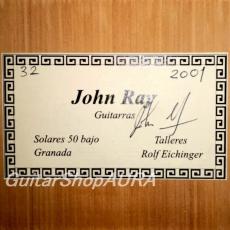 32 2001
John Ray
Guitarras
Solares 50 bajo Talleres
Granada Rolf Eichinger
GuitarShopAURA